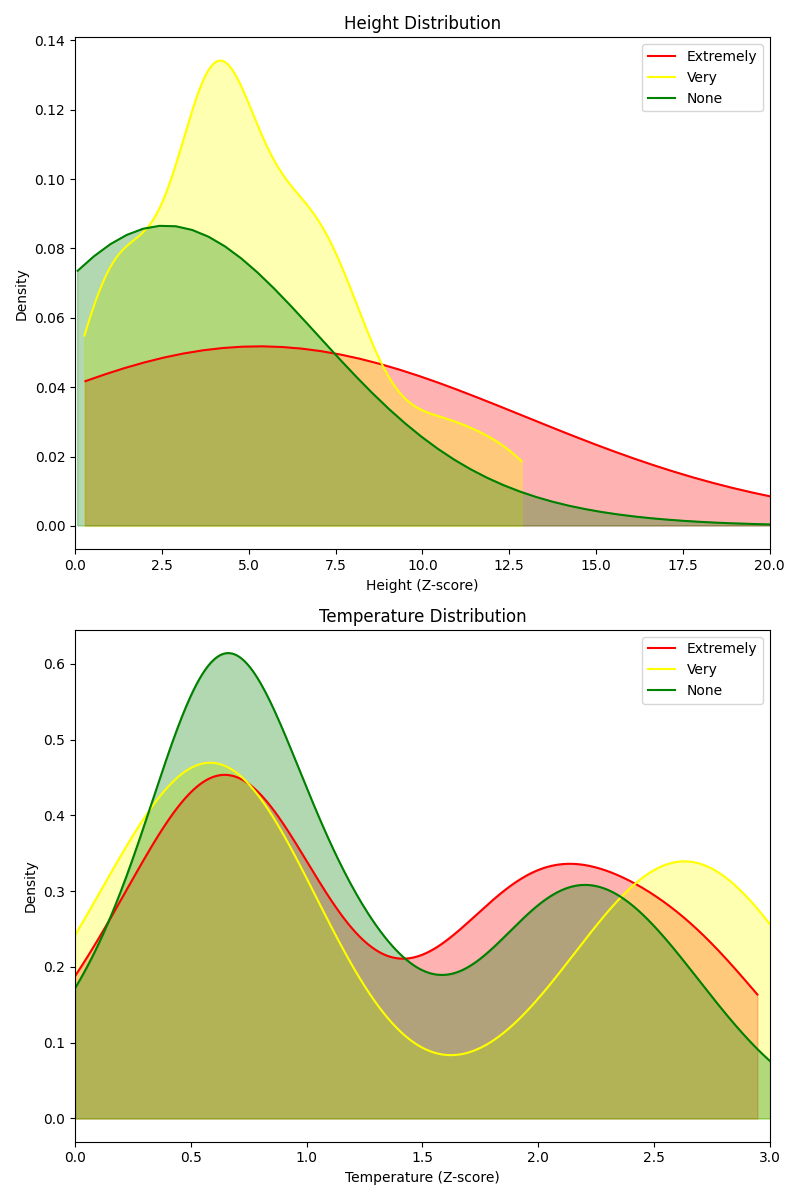 Height Distribution
0.14
0.12
0.10
0.08
0.06
0.04
0.02
0.00
Density
Extremely
Very
None
0.0 2.5 5.0 7.5 10.0 12.5 15.0 17.5 20.0
Height (Z-score)
Temperature Distribution
0.6
0.5
0.4
0.3
0.2
0.1
0.0
Density
Extremely
Very
None
0.0 0.5 1.0 1.5 2.0 2.5 3.0
Temperature (Z-score)